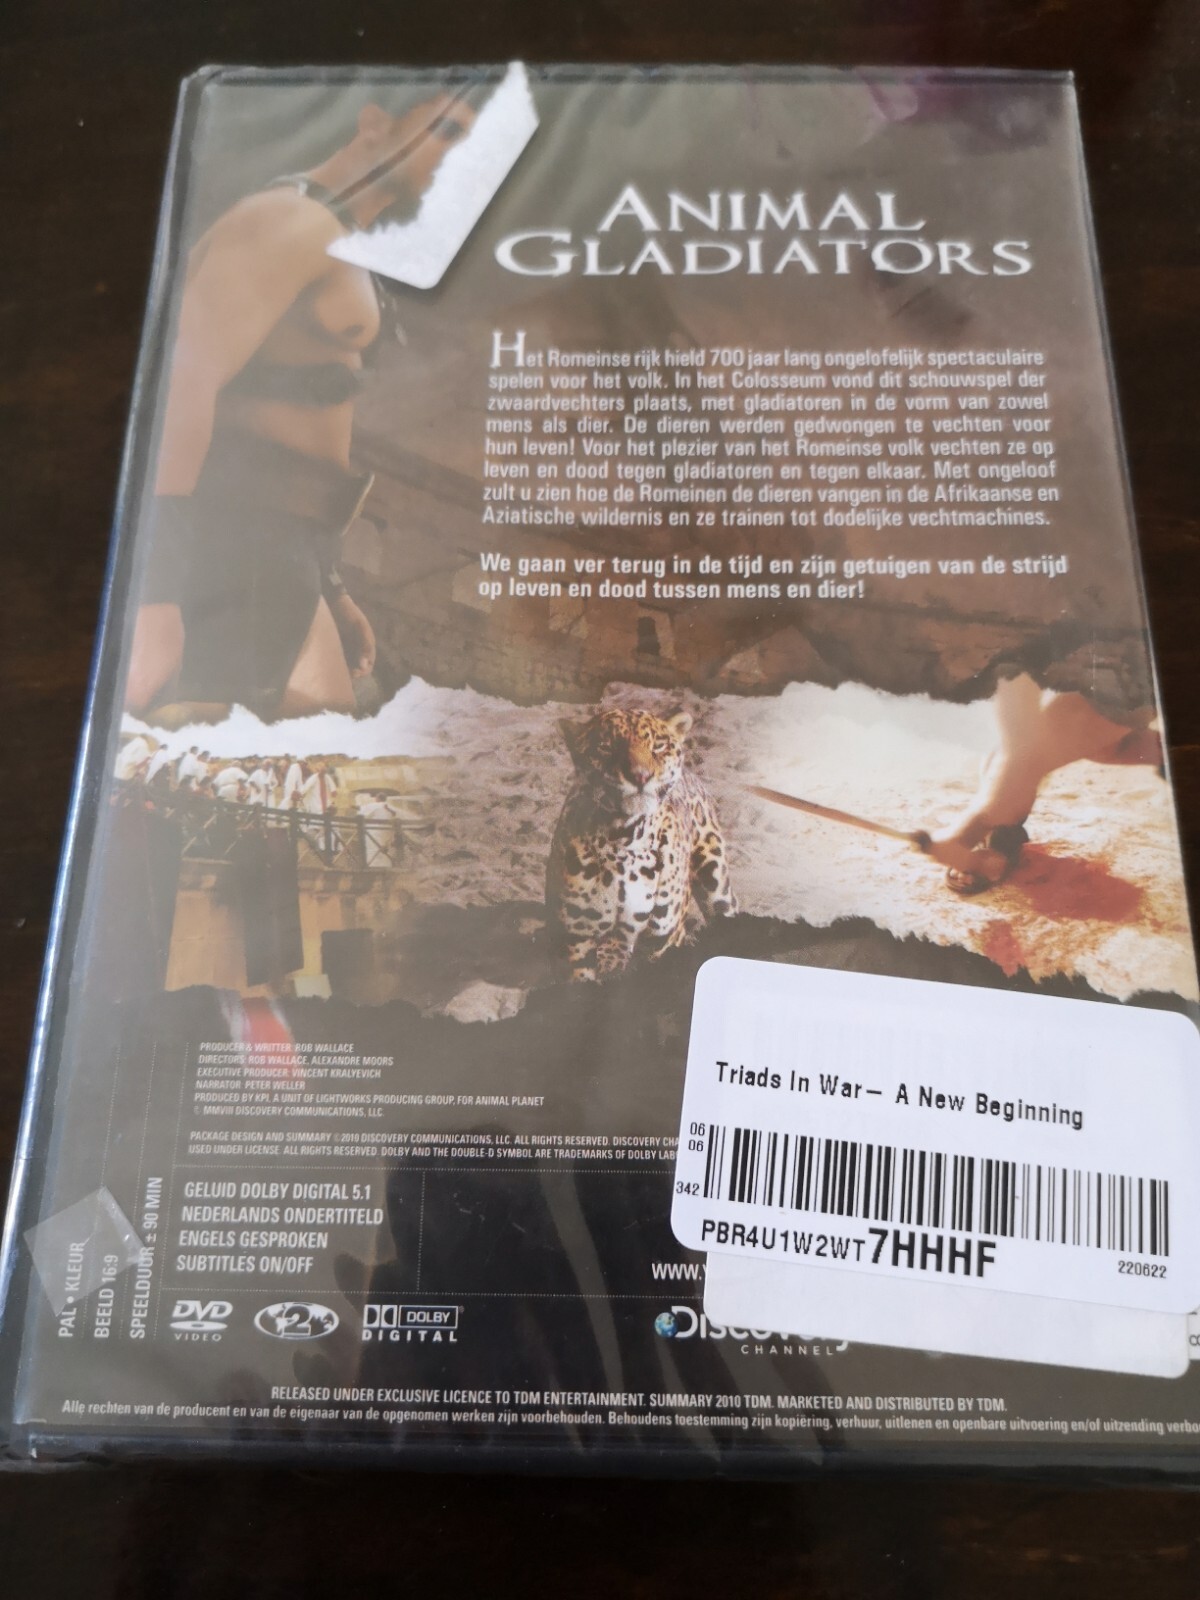 ANIMAL
GLADIATORS
Het Romeinse rijk hield 700 jaar lang ongelofelijk spectaculaire
spelen voor het volk. In het Colosseum vond dit schouwspel der
zwaardvechters plaats, met gladiatoren in de vorm van zowel
mens als dier. De dieren werden gedwongen te vechten voor
hun leven! Voor het plezier van het Romeinse volk vechten ze op
leven en dood tegen gladiatoren en tegen elkaar. Met ongeloof
zult u zien hoe de Romeinen de dieren vangen in de Afrikaanse en
Aziatische wildernis en ze trainen tot dodelijke vechtmachines.
We gaan ver terug in de tijd en zijn getuigen van de strijd
op leven en dood tussen mens en dier!
PRODUCER & WRITTER: ROB WALLACE
DIRECTORS: ROB WALLACE, ALEXANDRE MOORS
EXECUTIVE PRODUCER: VINCENT KRALYEVICH
NARRATOR: PETER WELLER
PRODUCED BY KPI, A UNIT OF LIGHTWORKS PRODUCING GROUP, FOR ANIMAL PLANET
© MMVIII DISCOVERY COMMUNICATIONS, LLC.
PACKAGE DESIGN AND SUMMARY ©2010 DISCOVERY COMMUNICATIONS, LLC. ALL RIGHTS RESERVED. DISCOVERY CHA
USED UNDER LICENSE. ALL RIGHTS RESERVED. DOLBY AND THE DOUBLE-D SYMBOL ARE TRADEMARKS OF DOLBY LAB
Triads In War— A New Beginning
06
06
342
PBR4U1W2WT7HHHF
220622
PAL • KLEUR
BEELD 16:9
SPEELDUUR ± 90 MIN
GELUID DOLBY DIGITAL 5.1
NEDERLANDS ONDERTITELD
ENGELS GESPROKEN
SUBTITLES ON/OFF
WWW.
DVD
VIDEO
2
DOLBY
DIGITAL
Discovery
CHANNEL
RELEASED UNDER EXCLUSIVE LICENCE TO TDM ENTERTAINMENT. SUMMARY 2010 TDM. MARKETED AND DISTRIBUTED BY TDM.
Alle rechten van de producent en van de eigenaar van de opgenomen werken zijn voorbehouden. Behoudens toestemming zijn kopiëring, verhuur, uitlenen en openbare uitvoering en/of uitzending verbo